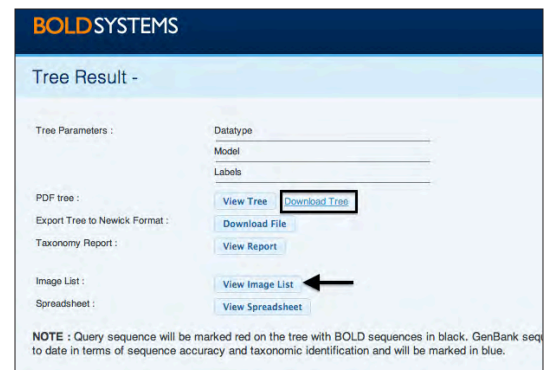 BOLDSYSTEMS
Tree Result -
Tree Parameters : Datatype
Model
Labels
PDF tree : View Tree Download Tree
Export Tree to Newick Format : Download File
Taxonomy Report : View Report
Image List : View Image List
Spreadsheet : View Spreadsheet
NOTE : Query sequence will be marked red on the tree with BOLD sequences in black. GenBank
to date in terms of sequence accuracy and taxonomic identification and will be marked in blue.